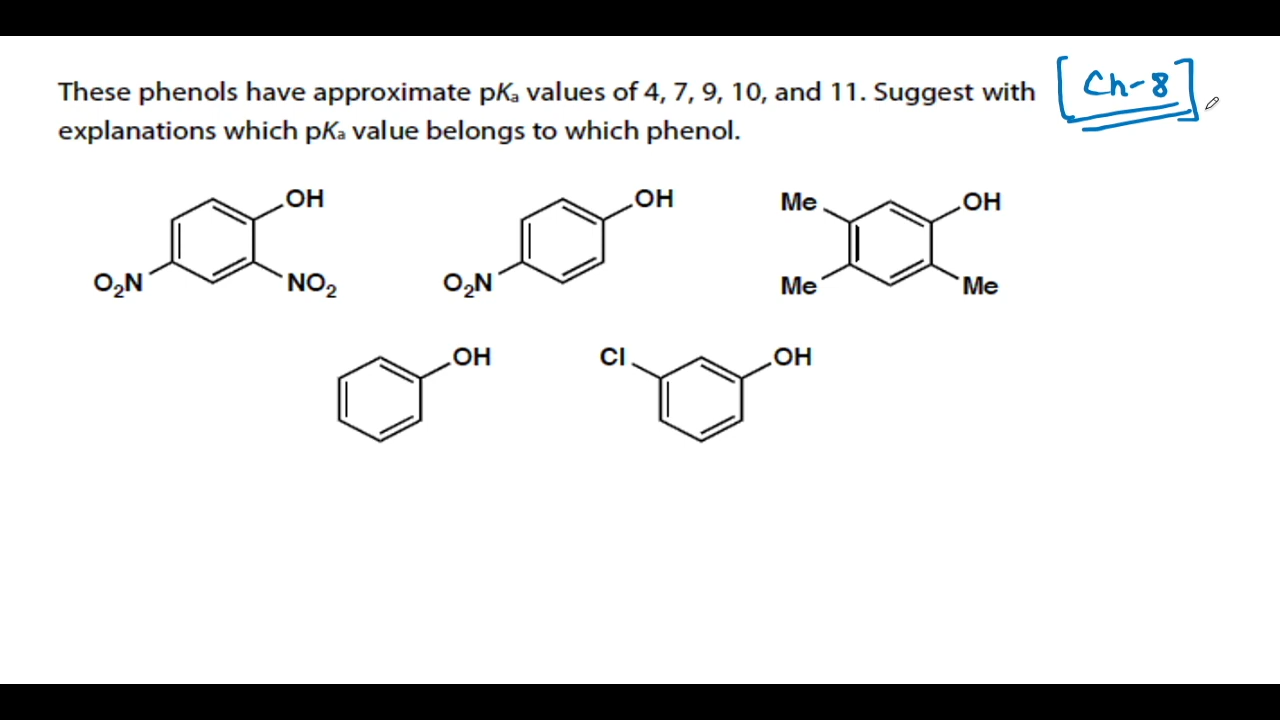 These phenols have approximate pKa values of 4, 7, 9, 10, and 11. Suggest with
explanations which pKa value belongs to which phenol.
[Ch-8]
OH
O2N
NO2
OH
O2N
Me
OH
Me
Me
OH
Cl
OH